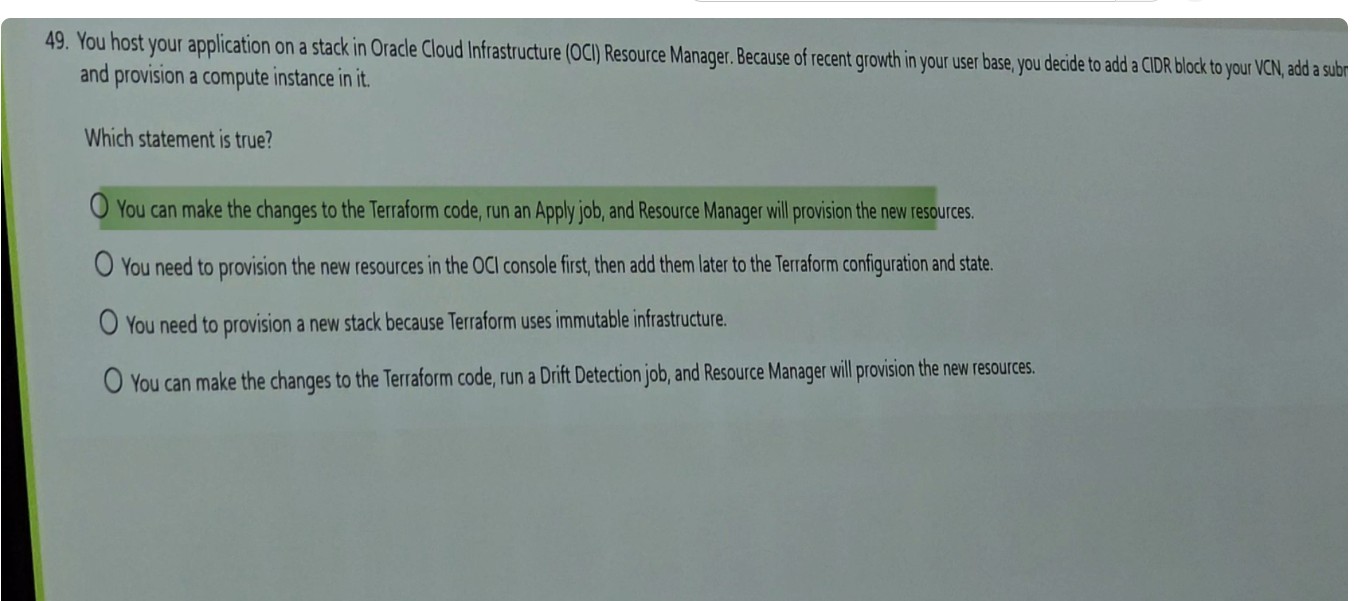 49. You host your application on a stack in Oracle Cloud Infrastructure (OCI) Resource Manager. Because of recent growth in your user base, you decide to add a CIDR block to your VCN, add a
and provision a compute instance in it.
Which statement is true?
You can make the changes to the Terraform code, run an Apply job, and Resource Manager will provision the new resources.
You need to provision the new resources in the OCI console first, then add them later to the Terraform configuration and state.
You need to provision a new stack because Terraform uses immutable infrastructure.
You can make the changes to the Terraform code, run a Drift Detection job, and Resource Manager will provision the new resources.